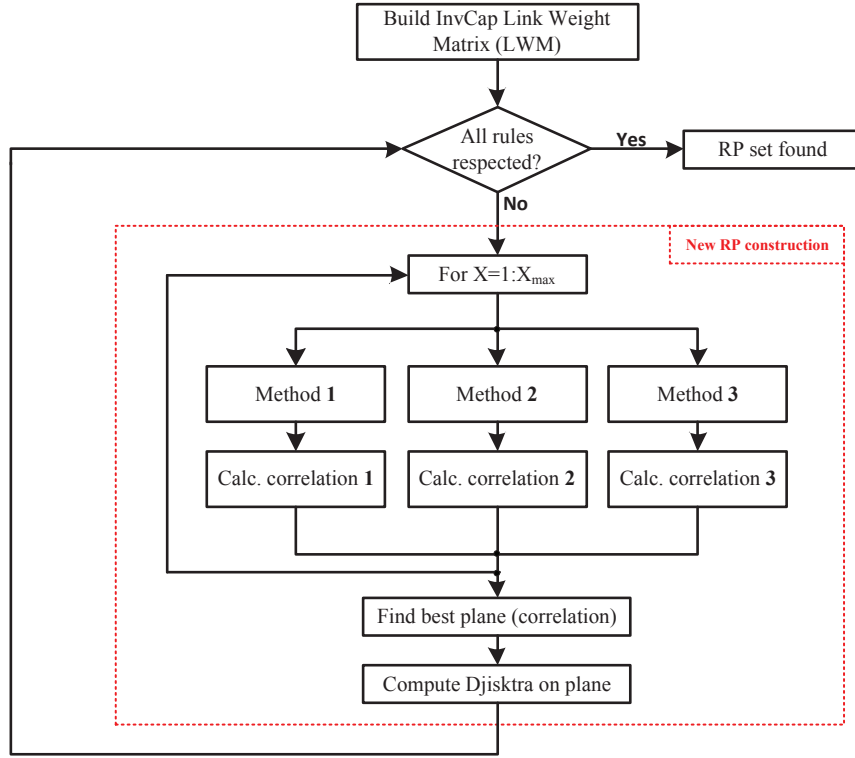 Build InvCap Link Weight
Matrix (LWM)
All rules
respected?
Yes
RP set found
No
New RP construction
For X=1:Xmax
Method 1
Method 2
Method 3
Calc. correlation 1
Calc. correlation 2
Calc. correlation 3
Find best plane (correlation)
Compute Djisktra on plane